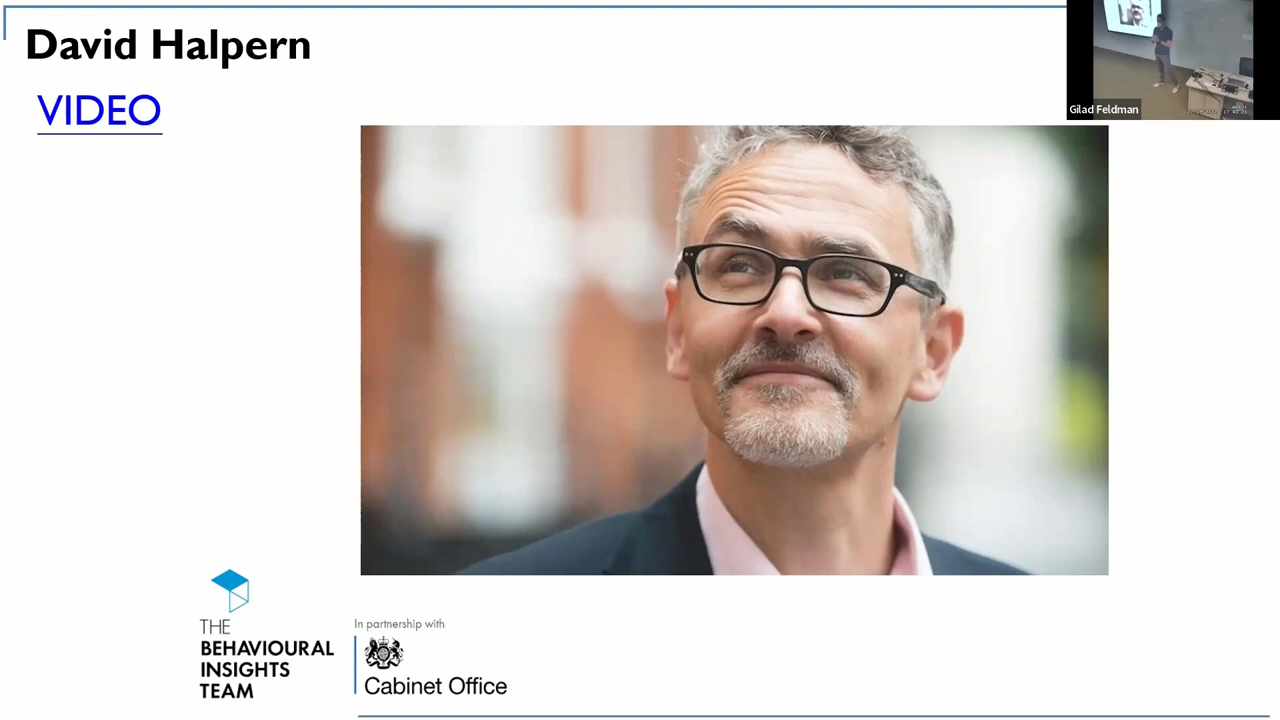 David Halpern
VIDEO
Gilad Feldman
THE
BEHAVIOURAL
INSIGHTS
TEAM
In partnership with
Cabinet Office